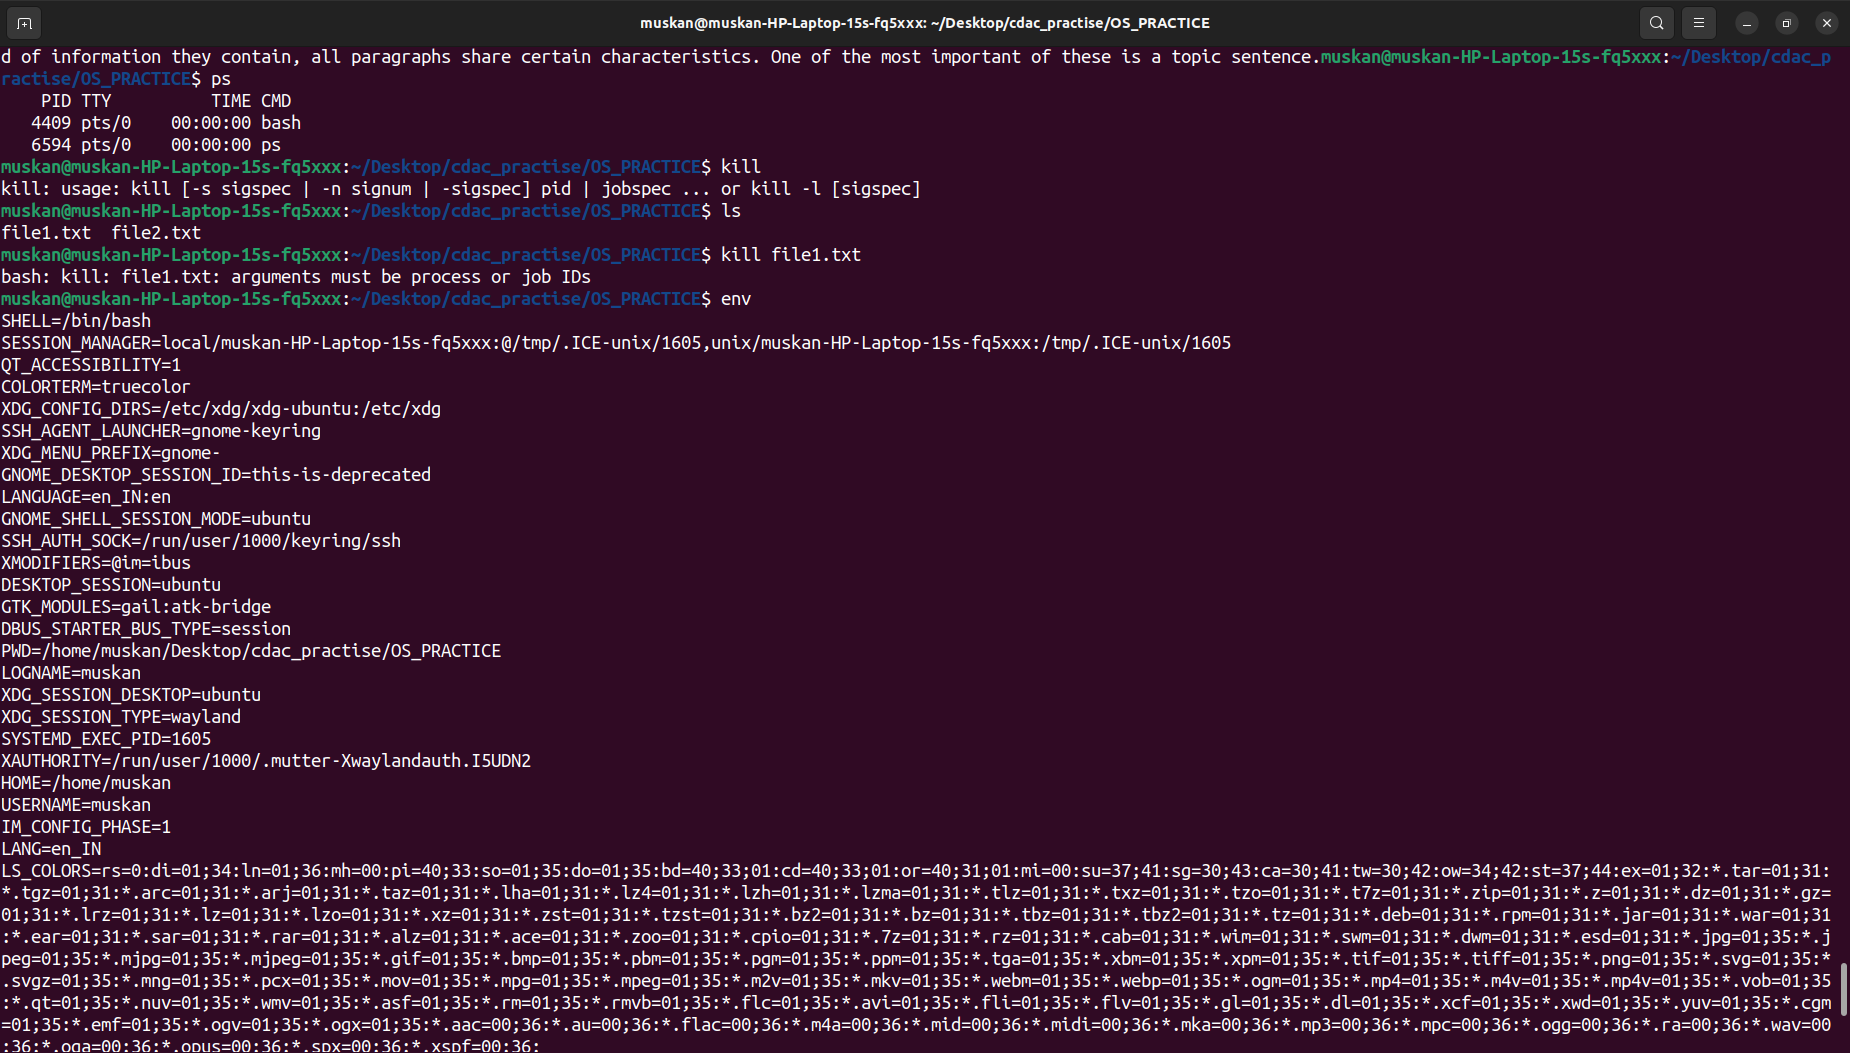 muskan@muskan-HP-Laptop-15s-fq5xxx: ~/Desktop/cdac_practise/OS_PRACTICE
d of information they contain, all paragraphs share certain characteristics. One of the most important of these is a topic sentence.muskan@muskan-HP-Laptop-15s-fq5xxx:~/Desktop/cdac_p
ractise/OS_PRACTICE$ ps
    PID TTY          TIME CMD
   4409 pts/0    00:00:00 bash
   6594 pts/0    00:00:00 ps
muskan@muskan-HP-Laptop-15s-fq5xxx:~/Desktop/cdac_practise/OS_PRACTICE$ kill
kill: usage: kill [-s sigspec | -n signum | -sigspec] pid | jobspec ... or kill -l [sigspec]
muskan@muskan-HP-Laptop-15s-fq5xxx:~/Desktop/cdac_practise/OS_PRACTICE$ ls
file1.txt  file2.txt
muskan@muskan-HP-Laptop-15s-fq5xxx:~/Desktop/cdac_practise/OS_PRACTICE$ kill file1.txt
bash: kill: file1.txt: arguments must be process or job IDs
muskan@muskan-HP-Laptop-15s-fq5xxx:~/Desktop/cdac_practise/OS_PRACTICE$ env
SHELL=/bin/bash
SESSION_MANAGER=local/muskan-HP-Laptop-15s-fq5xxx:@/tmp/.ICE-unix/1605,unix/muskan-HP-Laptop-15s-fq5xxx:/tmp/.ICE-unix/1605
QT_ACCESSIBILITY=1
COLORTERM=truecolor
XDG_CONFIG_DIRS=/etc/xdg/xdg-ubuntu:/etc/xdg
SSH_AGENT_LAUNCHER=gnome-keyring
XDG_MENU_PREFIX=gnome-
GNOME_DESKTOP_SESSION_ID=this-is-deprecated
LANGUAGE=en_IN:en
GNOME_SHELL_SESSION_MODE=ubuntu
SSH_AUTH_SOCK=/run/user/1000/keyring/ssh
XMODIFIERS=@im=ibus
DESKTOP_SESSION=ubuntu
GTK_MODULES=gail:atk-bridge
DBUS_STARTER_BUS_TYPE=session
PWD=/home/muskan/Desktop/cdac_practise/OS_PRACTICE
LOGNAME=muskan
XDG_SESSION_DESKTOP=ubuntu
XDG_SESSION_TYPE=wayland
SYSTEMD_EXEC_PID=1605
XAUTHORITY=/run/user/1000/.mutter-Xwaylandauth.I5UDN2
HOME=/home/muskan
USERNAME=muskan
IM_CONFIG_PHASE=1
LANG=en_IN
LS_COLORS=rs=0:di=01;34:ln=01;36:mh=00:pi=40;33:so=01;35:do=01;35:bd=40;33;01:cd=40;33;01:or=40;31;01:mi=00:su=37;41:sg=30;43:ca=30;41:tw=30;42:ow=34;42:st=37;44:ex=01;32:*.tar=01;31:
*.tgz=01;31:*.arc=01;31:*.arj=01;31:*.taz=01;31:*.lha=01;31:*.lz4=01;31:*.lzh=01;31:*.lzma=01;31:*.tlz=01;31:*.txz=01;31:*.tzo=01;31:*.t7z=01;31:*.zip=01;31:*.z=01;31:*.dz=01;31:*.gz=
01;31:*.lrz=01;31:*.lz=01;31:*.lzo=01;31:*.xz=01;31:*.zst=01;31:*.tzst=01;31:*.bz2=01;31:*.bz=01;31:*.tbz=01;31:*.tbz2=01;31:*.tz=01;31:*.deb=01;31:*.rpm=01;31:*.jar=01;31:*.war=01;31
:*.ear=01;31:*.sar=01;31:*.rar=01;31:*.alz=01;31:*.ace=01;31:*.zoo=01;31:*.cpio=01;31:*.7z=01;31:*.rz=01;31:*.cab=01;31:*.wim=01;31:*.swm=01;31:*.dwm=01;31:*.esd=01;31:*.jpg=01;35:*.j
peg=01;35:*.mjpg=01;35:*.mjpeg=01;35:*.gif=01;35:*.bmp=01;35:*.pbm=01;35:*.pgm=01;35:*.ppm=01;35:*.tga=01;35:*.xbm=01;35:*.xpm=01;35:*.tif=01;35:*.tiff=01;35:*.png=01;35:*.svg=01;35:*
.svgz=01;35:*.mng=01;35:*.pcx=01;35:*.mov=01;35:*.mpg=01;35:*.mpeg=01;35:*.m2v=01;35:*.mkv=01;35:*.webm=01;35:*.webp=01;35:*.ogm=01;35:*.mp4=01;35:*.m4v=01;35:*.mp4v=01;35:*.vob=01;35
:*.qt=01;35:*.nuv=01;35:*.wmv=01;35:*.asf=01;35:*.rm=01;35:*.rmvb=01;35:*.flc=01;35:*.avi=01;35:*.fli=01;35:*.flv=01;35:*.gl=01;35:*.dl=01;35:*.xcf=01;35:*.xwd=01;35:*.yuv=01;35:*.cgm
=01;35:*.emf=01;35:*.ogv=01;35:*.ogx=01;35:*.aac=00;36:*.au=00;36:*.flac=00;36:*.m4a=00;36:*.mid=00;36:*.midi=00;36:*.mka=00;36:*.mp3=00;36:*.mpc=00;36:*.ogg=00;36:*.ra=00;36:*.wav=00
;36:*.oga=00;36:*.opus=00;36:*.spx=00;36:*.xspf=00;36: